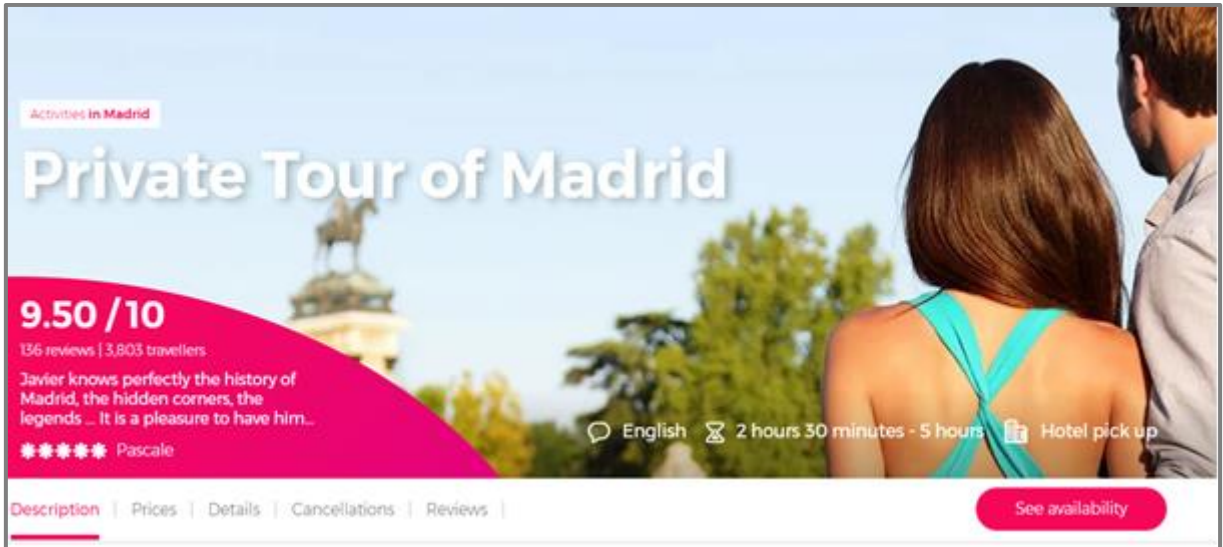 Activities in Madrid
Private Tour of Madrid
9.50 / 10
136 reviews | 3,803 travellers
Javier knows perfectly the history of
Madrid, the hidden corners, the
legends ... It is a pleasure to have him...
Pascale
English 2 hours 30 minutes - 5 hours Hotel pick up
Description | Prices | Details | Cancellations | Reviews |
See availability